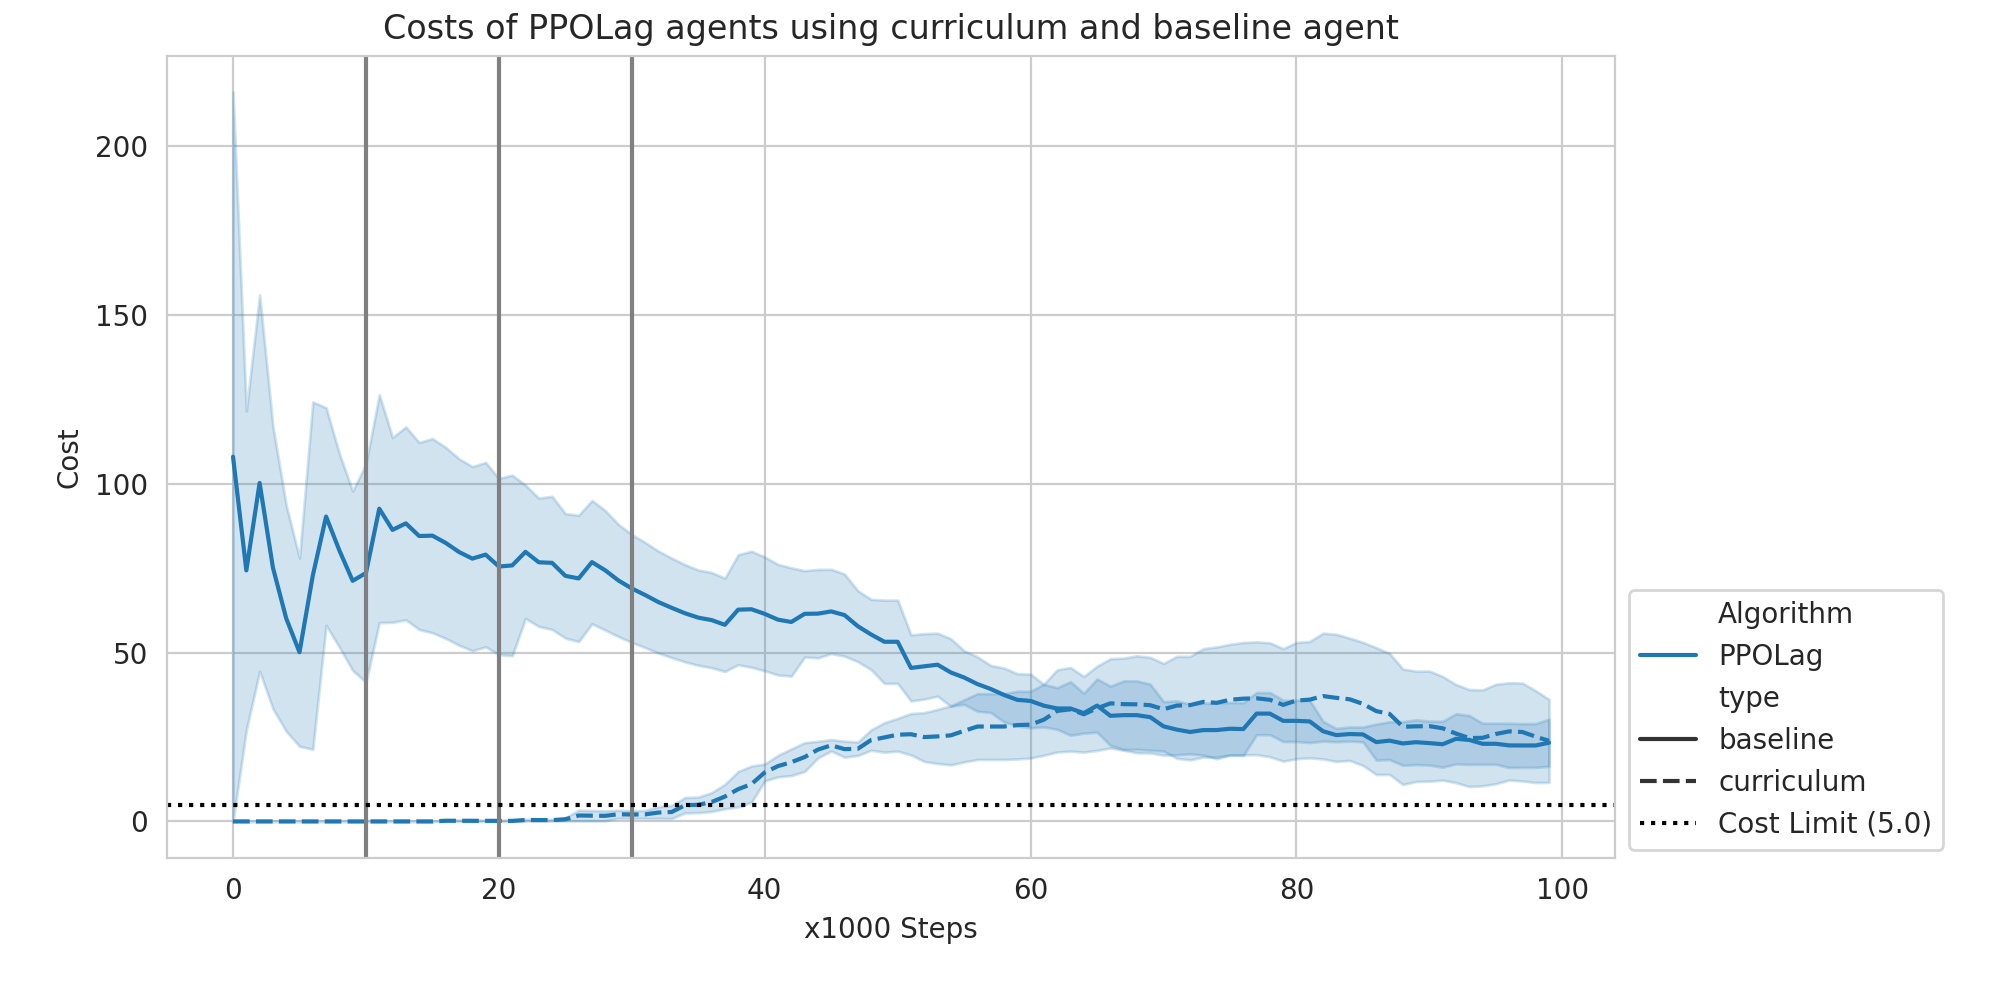 Costs of PPOLag agents using curriculum and baseline agent
200
150
100
50
0
Cost
0 20 40 60 80 100
x1000 Steps
Algorithm
PPOLag
type
baseline
curriculum
Cost Limit (5.0)